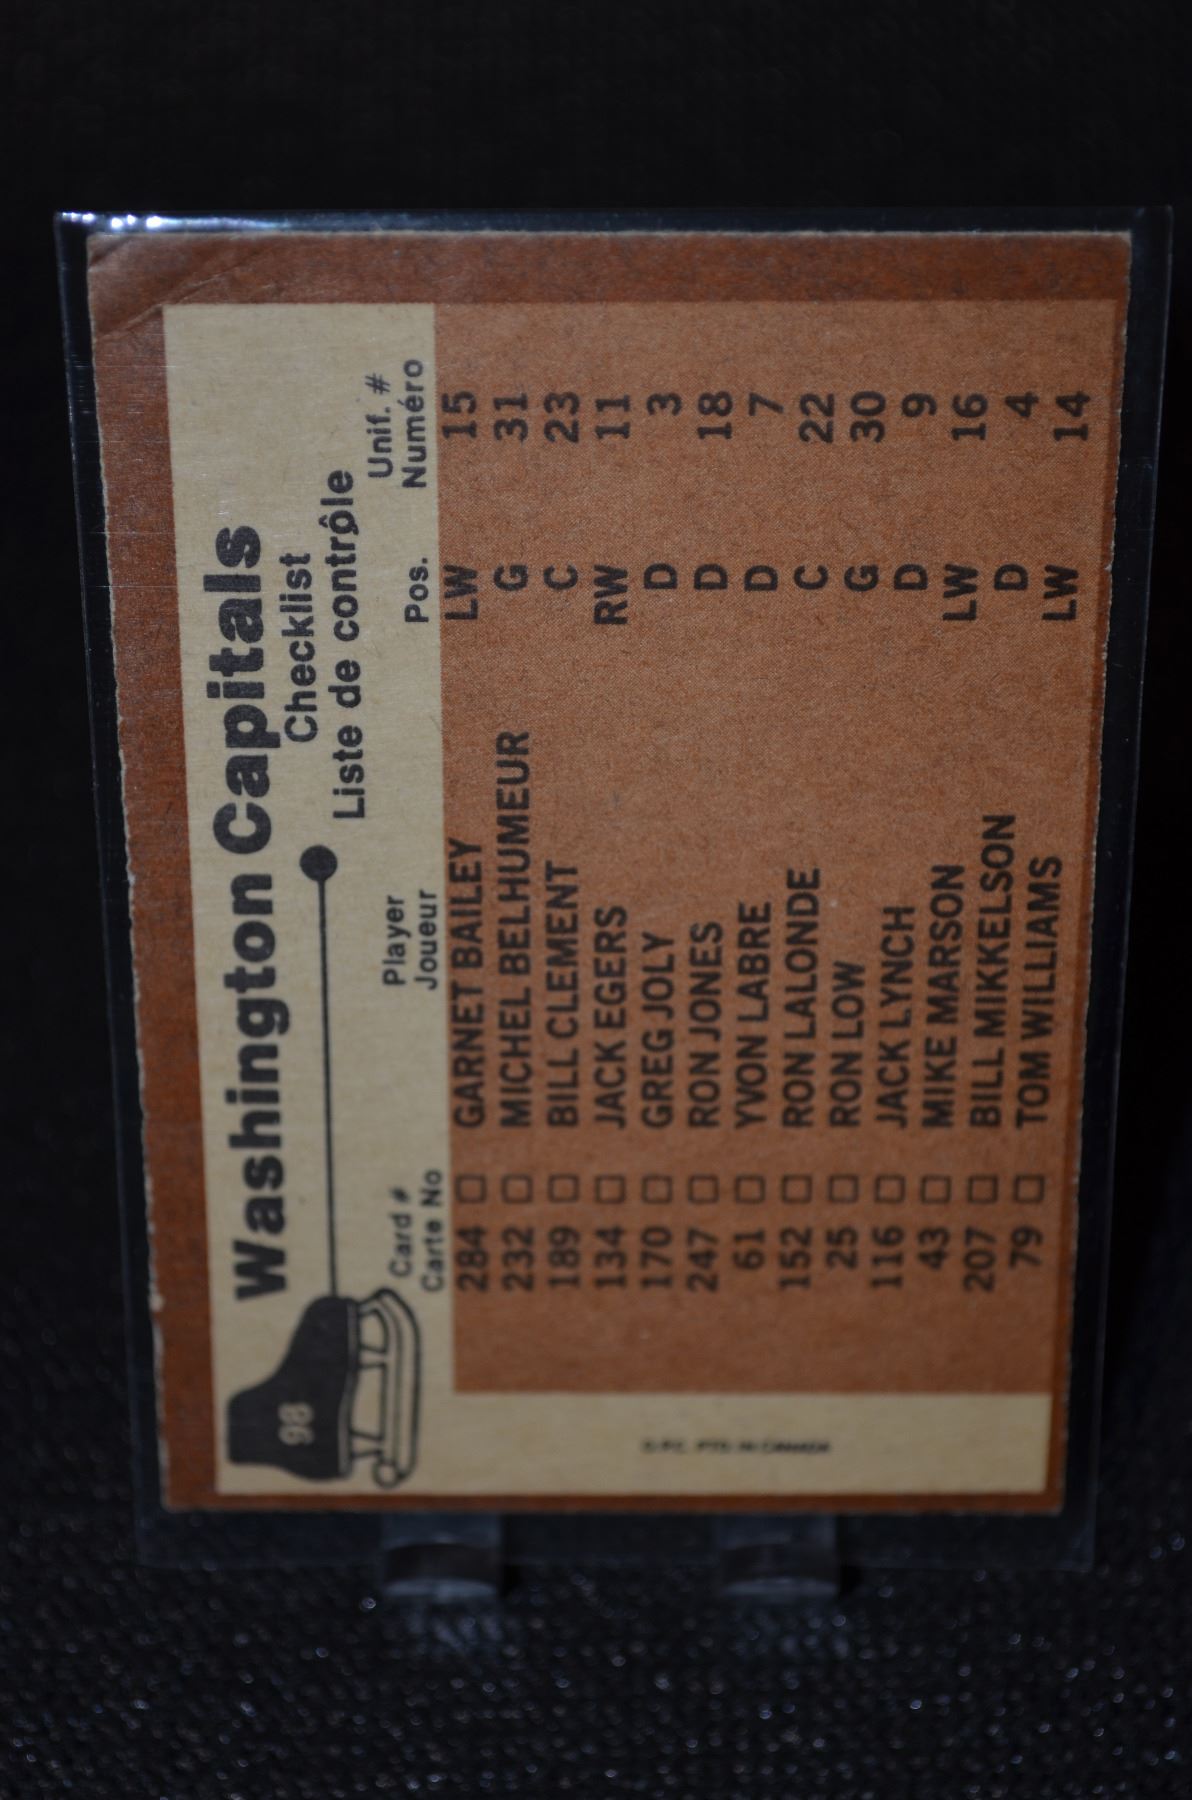 98
Washington Capitals
Checklist
Liste de contrôle
Card # Player Pos. Unif. #
Carte No Joueur Numéro
284 GARNET BAILEY LW 15
232 MICHEL BELHUMEUR G 31
189 BILL CLEMENT C 23
134 JACK EGERS RW 11
170 GREG JOLY D 3
247 RON JONES D 18
61 YVON LABRE D 7
152 RON LALONDE C 22
25 RON LOW G 30
116 JACK LYNCH D 9
43 MIKE MARSON LW 16
207 BILL MIKKELSON D 4
79 TOM WILLIAMS LW 14
O.P.C. PTD. IN CANADA